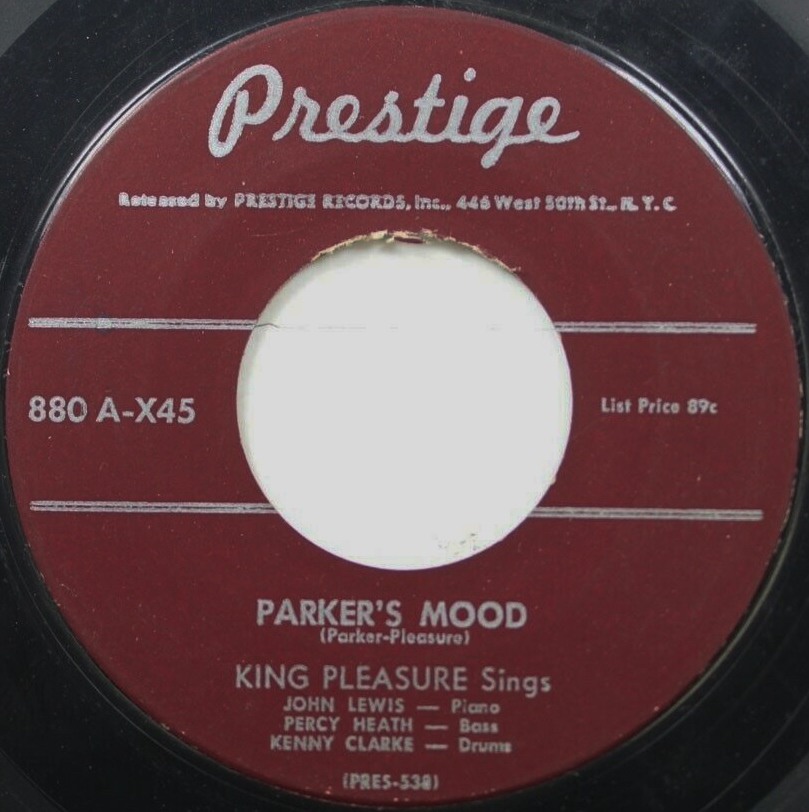 Prestige
Released by PRESTIGE RECORDS, Inc., 446 West 50th St., N.Y.C
880 A-X45
List Price 89c
PARKER'S MOOD
(Parker-Pleasure)
KING PLEASURE Sings
JOHN LEWIS — Piano
PERCY HEATH — Bass
KENNY CLARKE — Drums
(PRES-538)